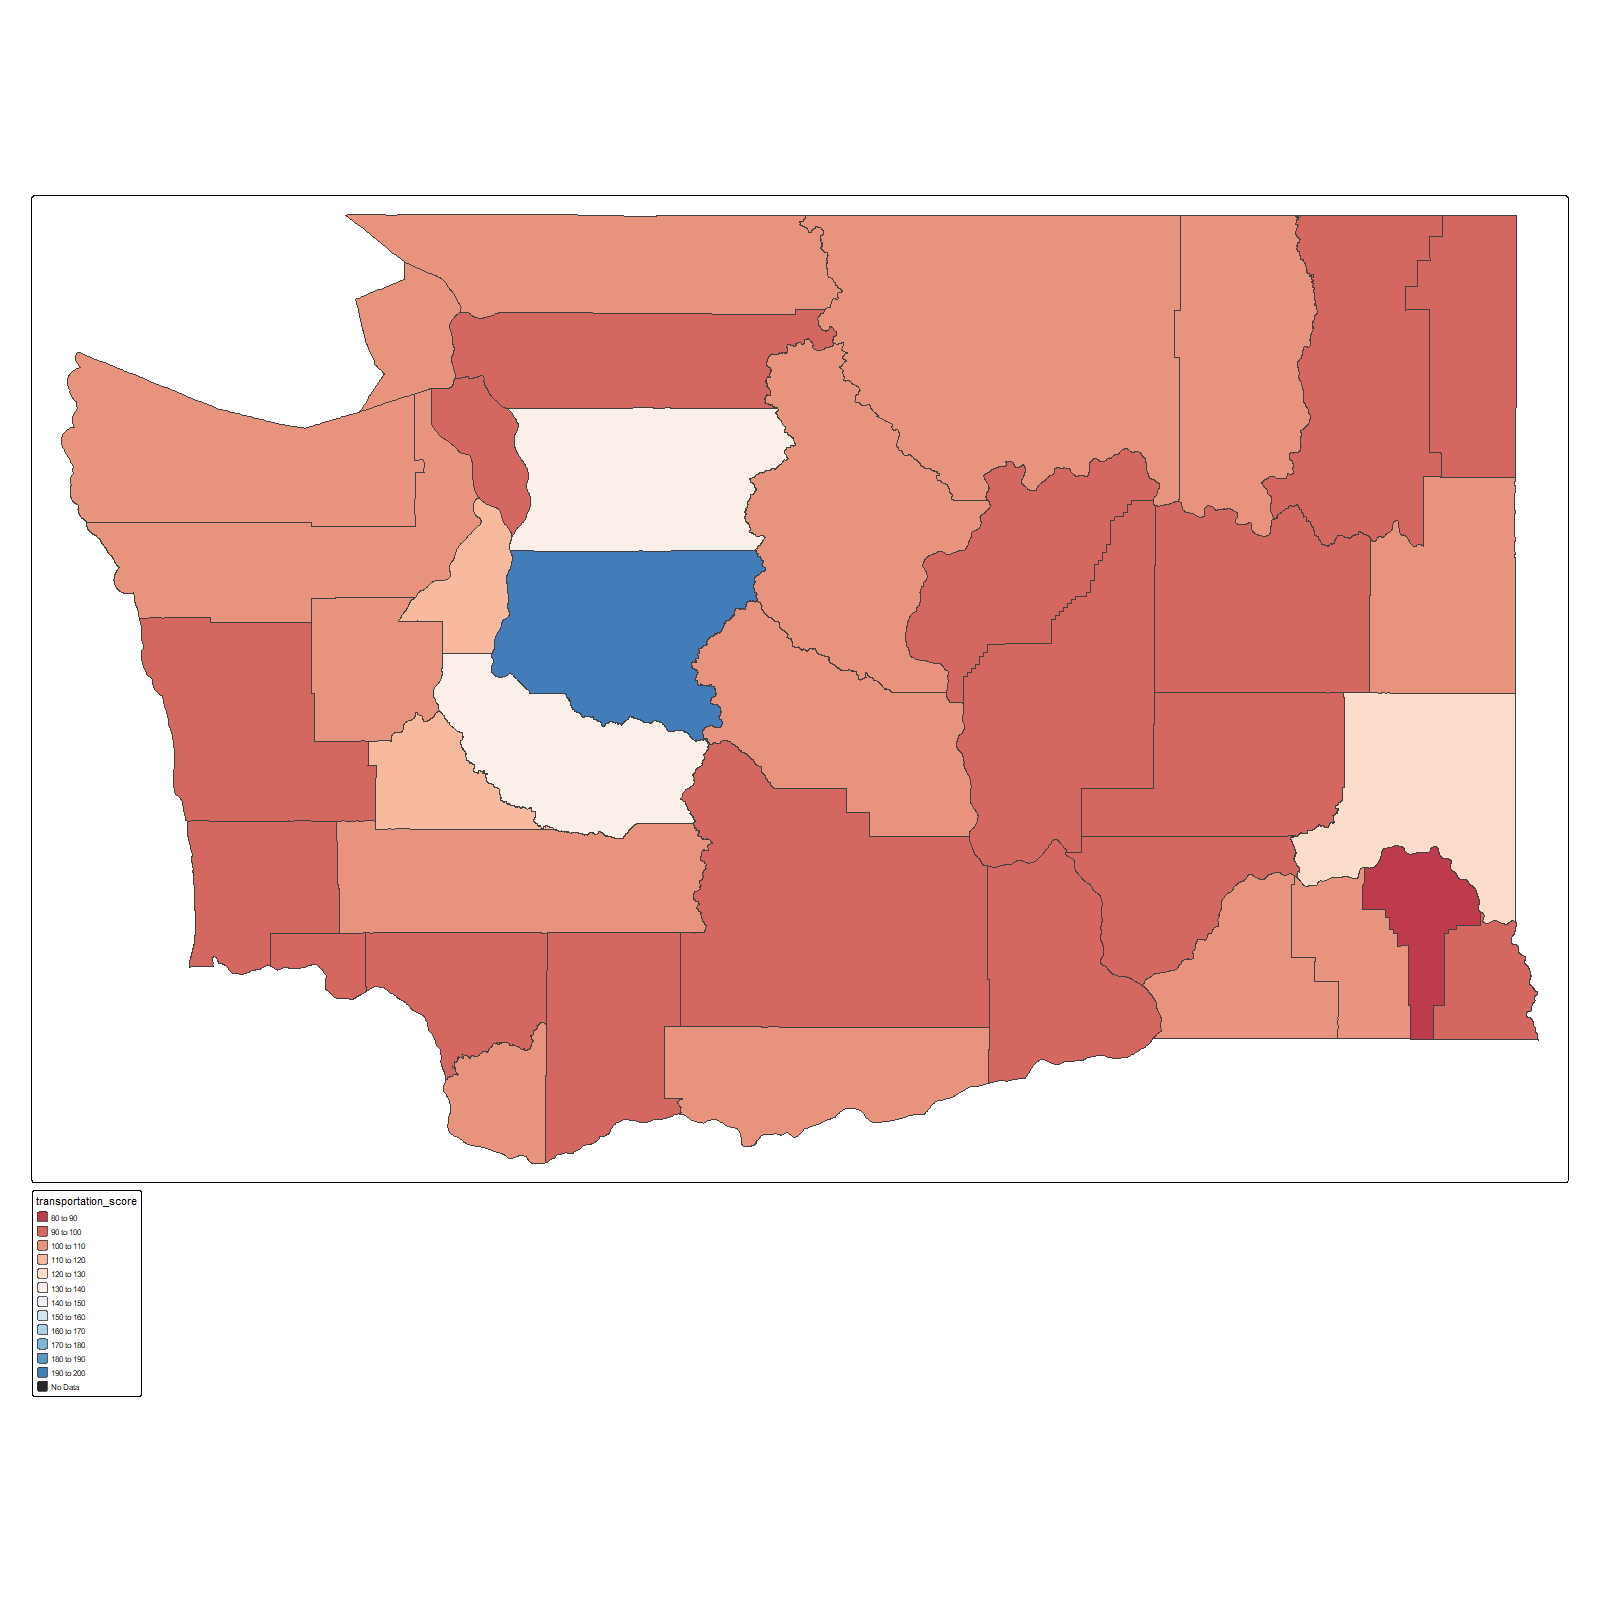 transportation_score
80 to 90
90 to 100
100 to 110
110 to 120
120 to 130
130 to 140
140 to 150
150 to 160
160 to 170
170 to 180
180 to 190
190 to 200
No Data